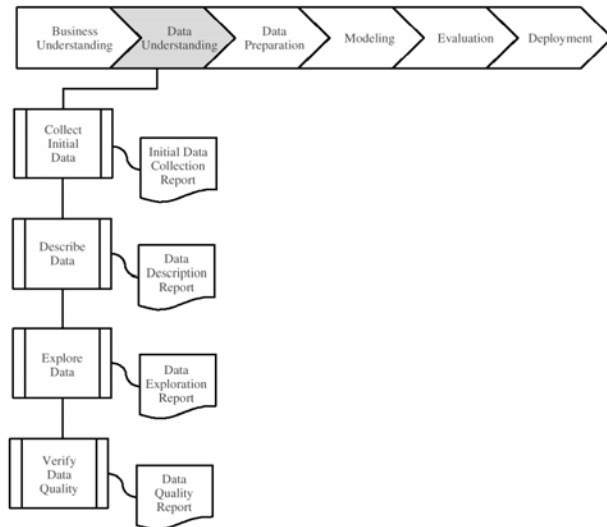 Business
Understanding
Data
Understanding
Data
Preparation
Modeling
Evaluation
Deployment
Collect
Initial
Data
Initial Data
Collection
Report
Describe
Data
Data
Description
Report
Explore
Data
Data
Exploration
Report
Verify
Data
Quality
Data
Quality
Report